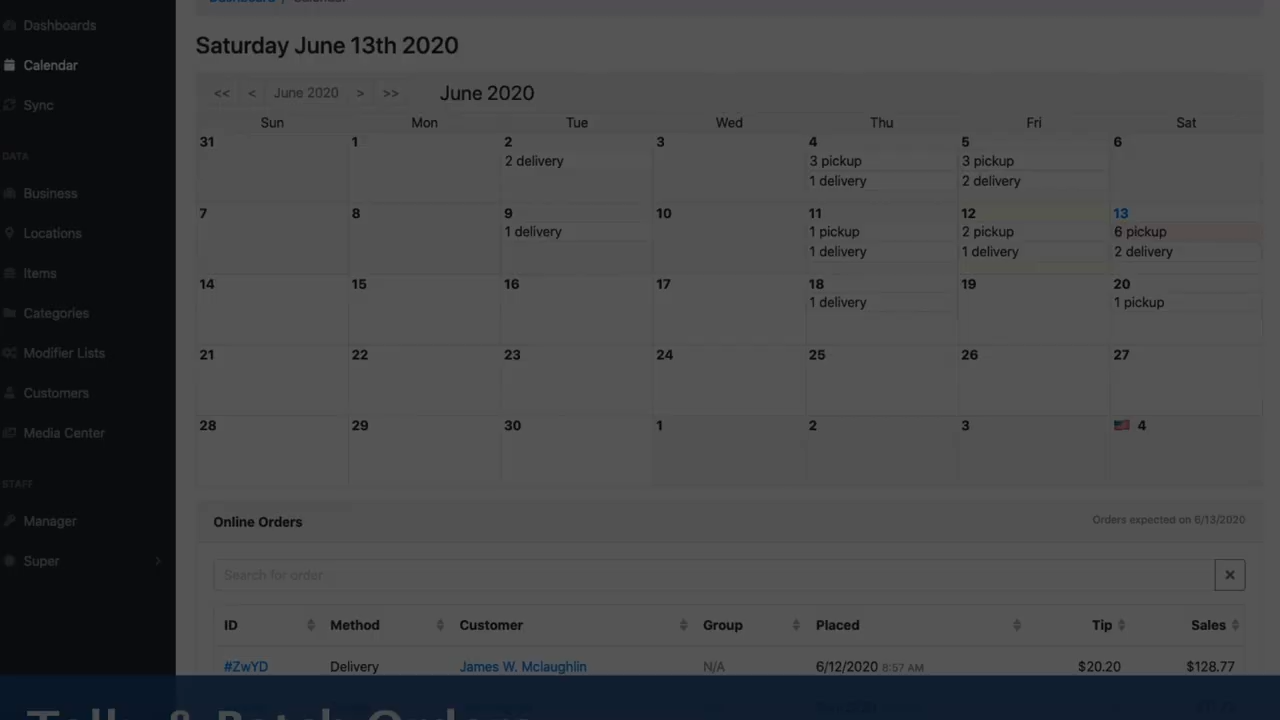 Calendar
Dashboards
Saturday June 13th 2020
Calendar
<< < June 2020 > >> June 2020
Sync
Sun Mon Tue Wed Thu Fri Sat
31 1 2 3 4 5 6
2 delivery 3 pickup 3 pickup
DATA
1 delivery 2 delivery
Business
7 8 9 10 11 12 13
Locations
1 delivery 1 pickup 2 pickup 6 pickup
1 delivery 1 delivery 2 delivery
Items
14 15 16 17 18 19 20
1 delivery 1 pickup
Categories
Modifier Lists
21 22 23 24 25 26 27
Customers
28 29 30 1 2 3 4
Media Center
STAFF
Manager
Online Orders Orders expected on 6/13/2020
Super
Search for order
ID Method Customer Group Placed Tip Sales
#ZwYD Delivery James W. Mclaughlin N/A 6/12/2020 8:57 AM $20.20 $128.77